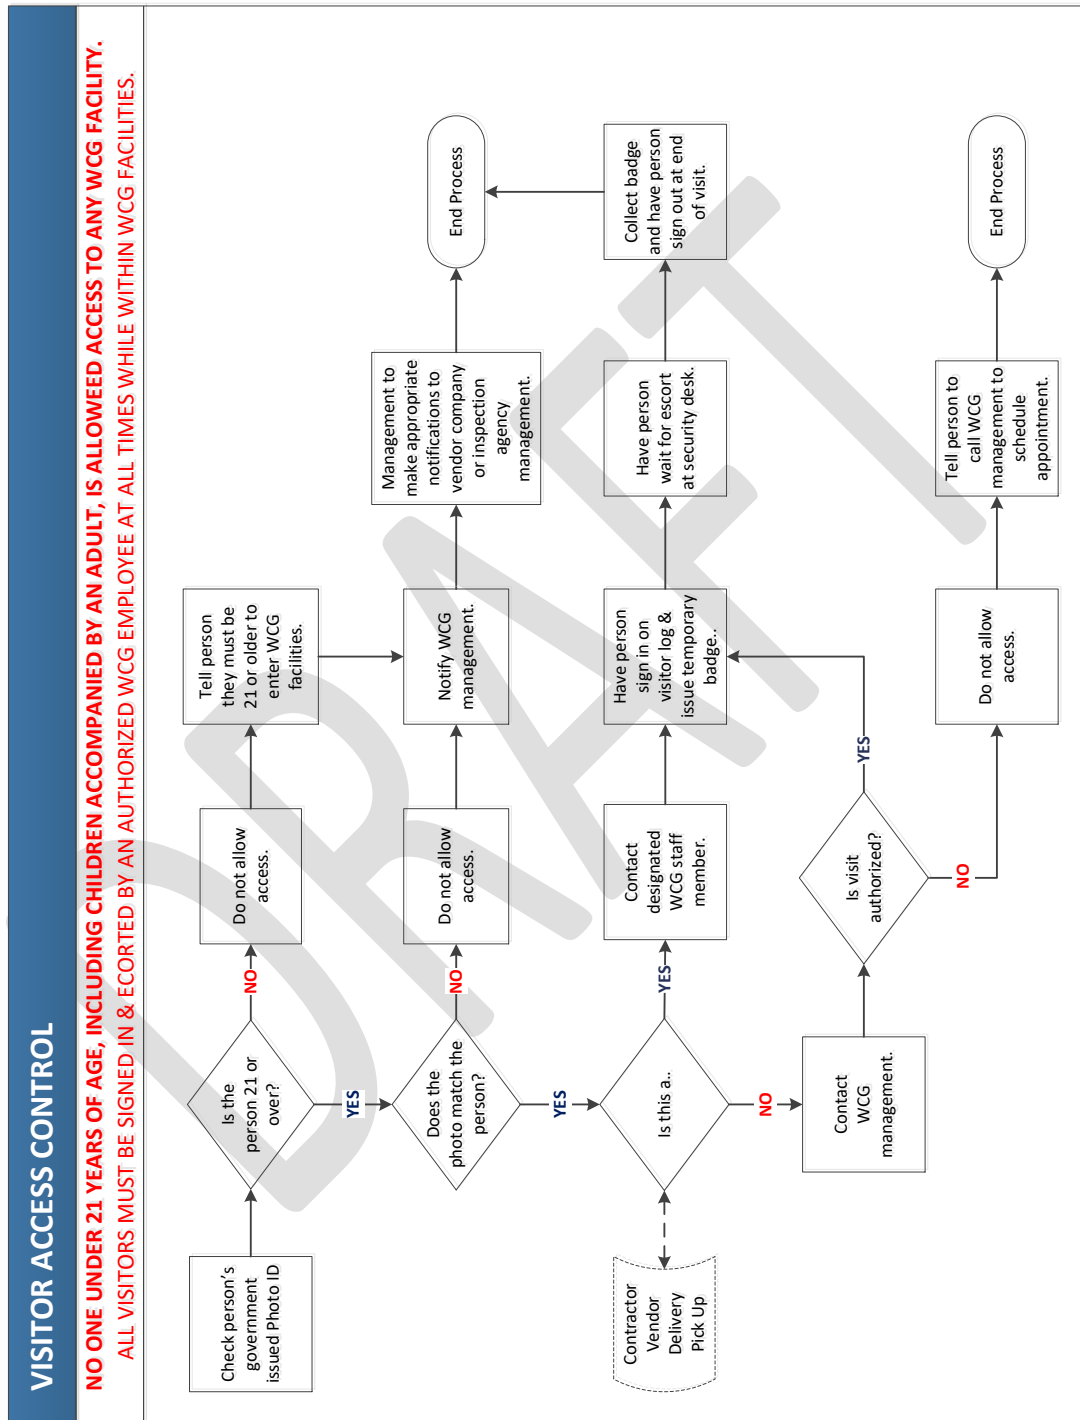 VISITOR ACCESS CONTROL
NO ONE UNDER 21 YEARS OF AGE, INCLUDING CHILDREN ACCOMPANIED BY AN ADULT, IS ALLOWEED ACCESS TO ANY WCG FACILITY.
ALL VISITORS MUST BE SIGNED IN & ECORTED BY AN AUTHORIZED WCG EMPLOYEE AT ALL TIMES WHILE WITHIN WCG FACILITIES.
Check person's
government
issued Photo ID
Is the
person 21 or
over?
NO
Do not allow
access.
Tell person
they must be
21 or older to
enter WCG
facilities.
YES
Does the
photo match the
person?
NO
Do not allow
access.
Notify WCG
management.
Management to
make appropriate
notifications to
vendor company
or inspection
agency
management.
End Process
YES
Contractor
Vendor
Delivery
Pick Up
Is this a..
YES
Contact
designated
WCG staff
member.
Have person
sign in on
visitor log &
issue temporary
badge..
Have person
wait for escort
at security desk.
Collect badge
and have person
sign out at end
of visit.
NO
Contact
WCG
management.
Is visit
authorized?
YES
NO
Do not allow
access.
Tell person to
call WCG
management to
schedule
appointment.
End Process
DRAFT